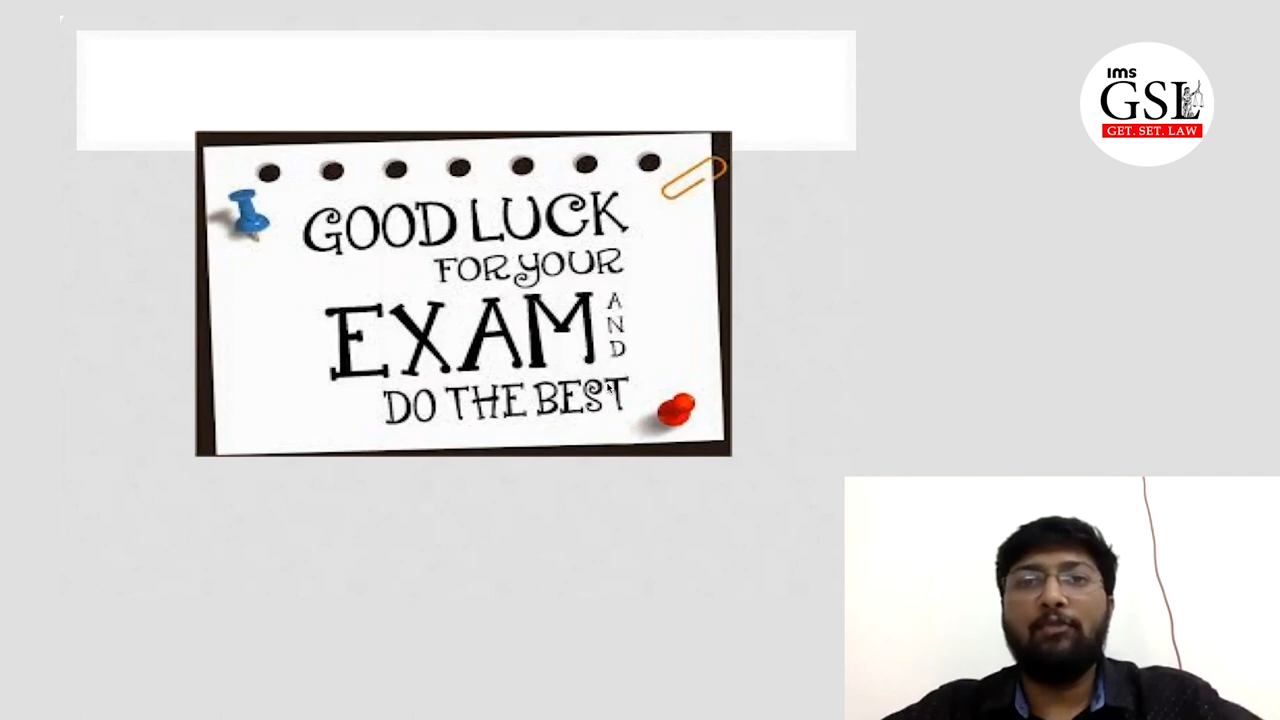 ims
GSL
GET. SET. LAW
GOOD LUCK
FOR YOUR
EXAM AND
DO THE BEST